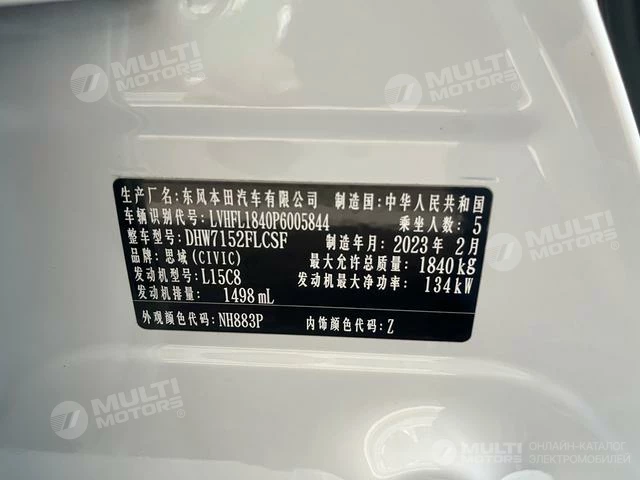 MULTI
MOTORS®
MULTI
MOTORS®
生产厂名:东风本田汽车有限公司 制造国:中华人民共和国
车辆识别代号:LVHFL1840P6005844 乘坐人数:5
整车型号:DHW7152FLCSF 制造年月:2023年2月
品牌:思域(CIVIC) 最大允许总质量:1840kg
发动机型号:L15C8 发动机最大净功率:134kW
发动机排量:1498mL
外观颜色代码:NH883P 内饰颜色代码:Z
MULTI
MOTORS®
MULTI
MOTORS
ОНЛАЙН-КАТАЛОГ
ЭЛЕКТРОМОБИЛЕЙ